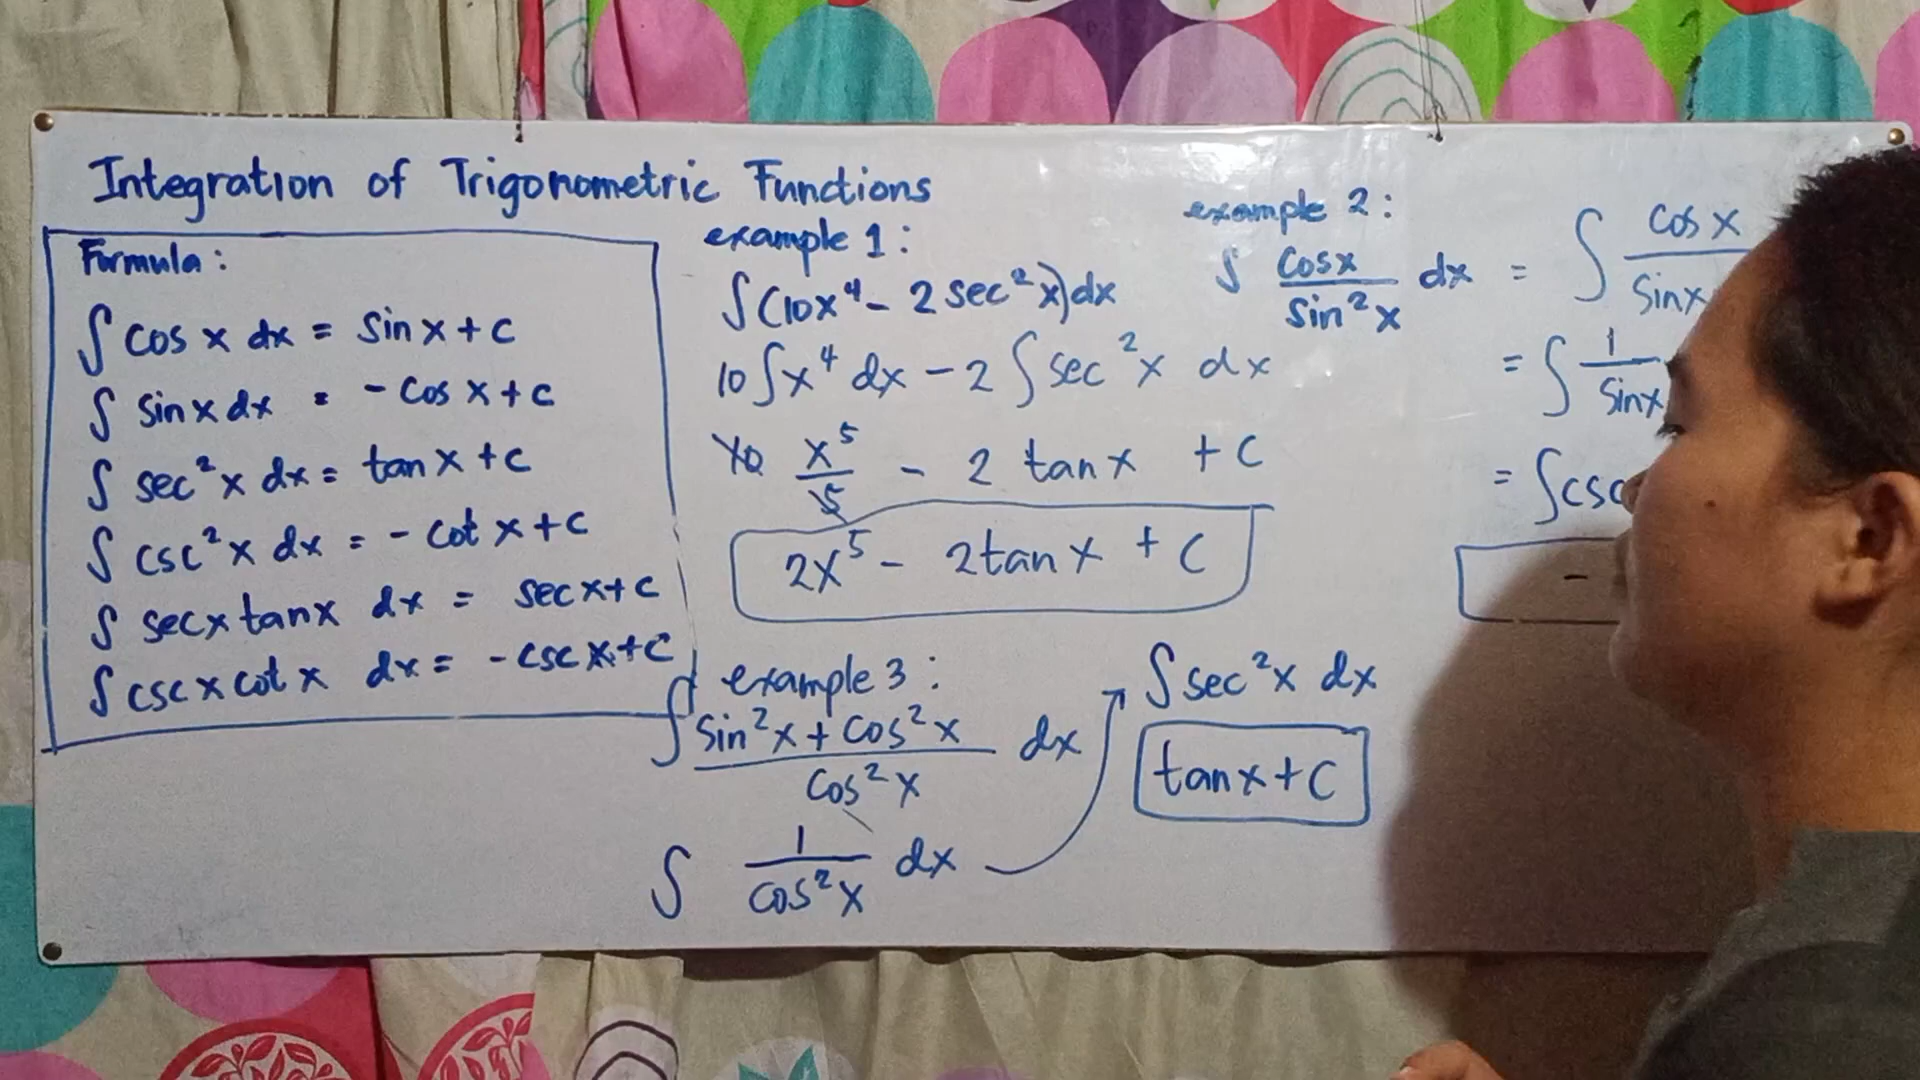 Integration of Trigonometric Functions
Formula:
∫ cos x dx = sin x + c
∫ sin x dx = - cos x + c
∫ sec²x dx = tan x + c
∫ csc²x dx = - cot x + c
∫ sec x tan x dx = sec x + c
∫ csc x cot x dx = - csc x + c
example 1:
∫(10x⁴ - 2 sec²x)dx
10∫x⁴ dx - 2∫sec²x dx
10 x⁵/5 - 2 tan x + C
2x⁵ - 2tan x + C
example 2:
∫ cos x / sin²x dx = ∫ cos x / sin x
= ∫ 1 / sin x
= ∫csc
-
example 3:
∫ sin²x + cos²x / cos²x dx
∫ 1 / cos²x dx
∫ sec²x dx
tan x + C